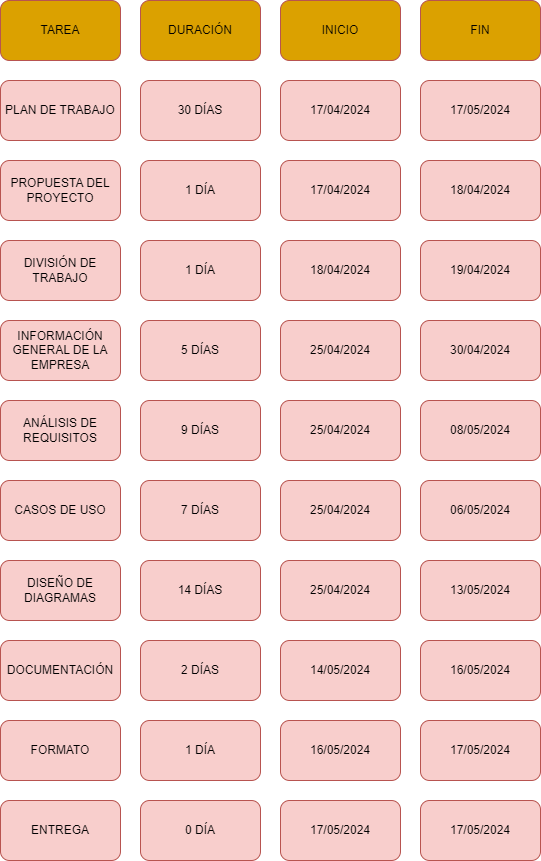 TAREA
DURACIÓN
INICIO
FIN
PLAN DE TRABAJO
30 DÍAS
17/04/2024
17/05/2024
PROPUESTA DEL
PROYECTO
1 DÍA
17/04/2024
18/04/2024
DIVISIÓN DE
TRABAJO
1 DÍA
18/04/2024
19/04/2024
INFORMACIÓN
GENERAL DE LA
EMPRESA
5 DÍAS
25/04/2024
30/04/2024
ANÁLISIS DE
REQUISITOS
9 DÍAS
25/04/2024
08/05/2024
CASOS DE USO
7 DÍAS
25/04/2024
06/05/2024
DISEÑO DE
DIAGRAMAS
14 DÍAS
25/04/2024
13/05/2024
DOCUMENTACIÓN
2 DÍAS
14/05/2024
16/05/2024
FORMATO
1 DÍA
16/05/2024
17/05/2024
ENTREGA
0 DÍA
17/05/2024
17/05/2024